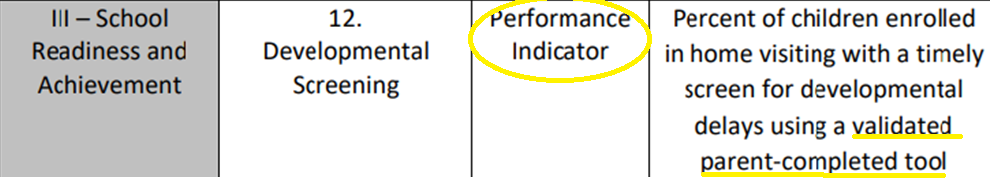 III – School
Readiness and
Achievement
12.
Developmental
Screening
Performance
Indicator
Percent of children enrolled
in home visiting with a timely
screen for developmental
delays using a validated
parent-completed tool